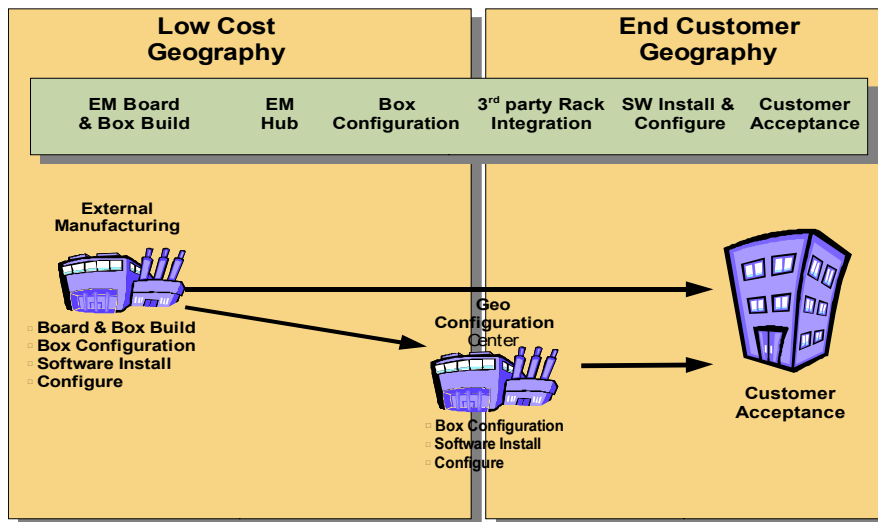 Low Cost
Geography
End Customer
Geography
EM Board
& Box Build
EM
Hub
Box
Configuration
3rd party Rack
Integration
SW Install &
Configure
Customer
Acceptance
External
Manufacturing
Board & Box Build
Box Configuration
Software Install
Configure
Geo
Configuration
Center
Box Configuration
Software Install
Configure
Customer
Acceptance